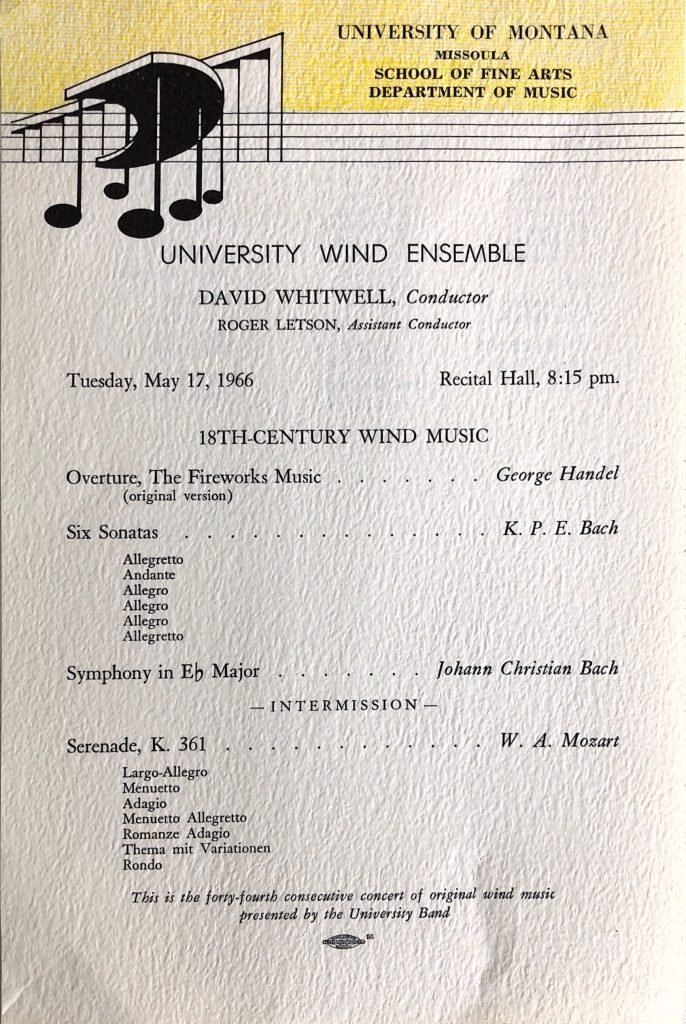 UNIVERSITY OF MONTANA
MISSOULA
SCHOOL OF FINE ARTS
DEPARTMENT OF MUSIC
UNIVERSITY WIND ENSEMBLE
DAVID WHITWELL, Conductor
ROGER LETSON, Assistant Conductor
Tuesday, May 17, 1966 Recital Hall, 8:15 pm.
18TH-CENTURY WIND MUSIC
Overture, The Fireworks Music . . . . . . . George Handel
(original version)
Six Sonatas . . . . . . . . . . . . . . K. P. E. Bach
Allegretto
Andante
Allegro
Allegro
Allegro
Allegretto
Symphony in E♭ Major . . . . . . . Johann Christian Bach
—INTERMISSION—
Serenade, K. 361 . . . . . . . . . . . . W. A. Mozart
Largo-Allegro
Menuetto
Adagio
Menuetto Allegretto
Romanze Adagio
Thema mit Variationen
Rondo
This is the forty-fourth consecutive concert of original wind music
presented by the University Band